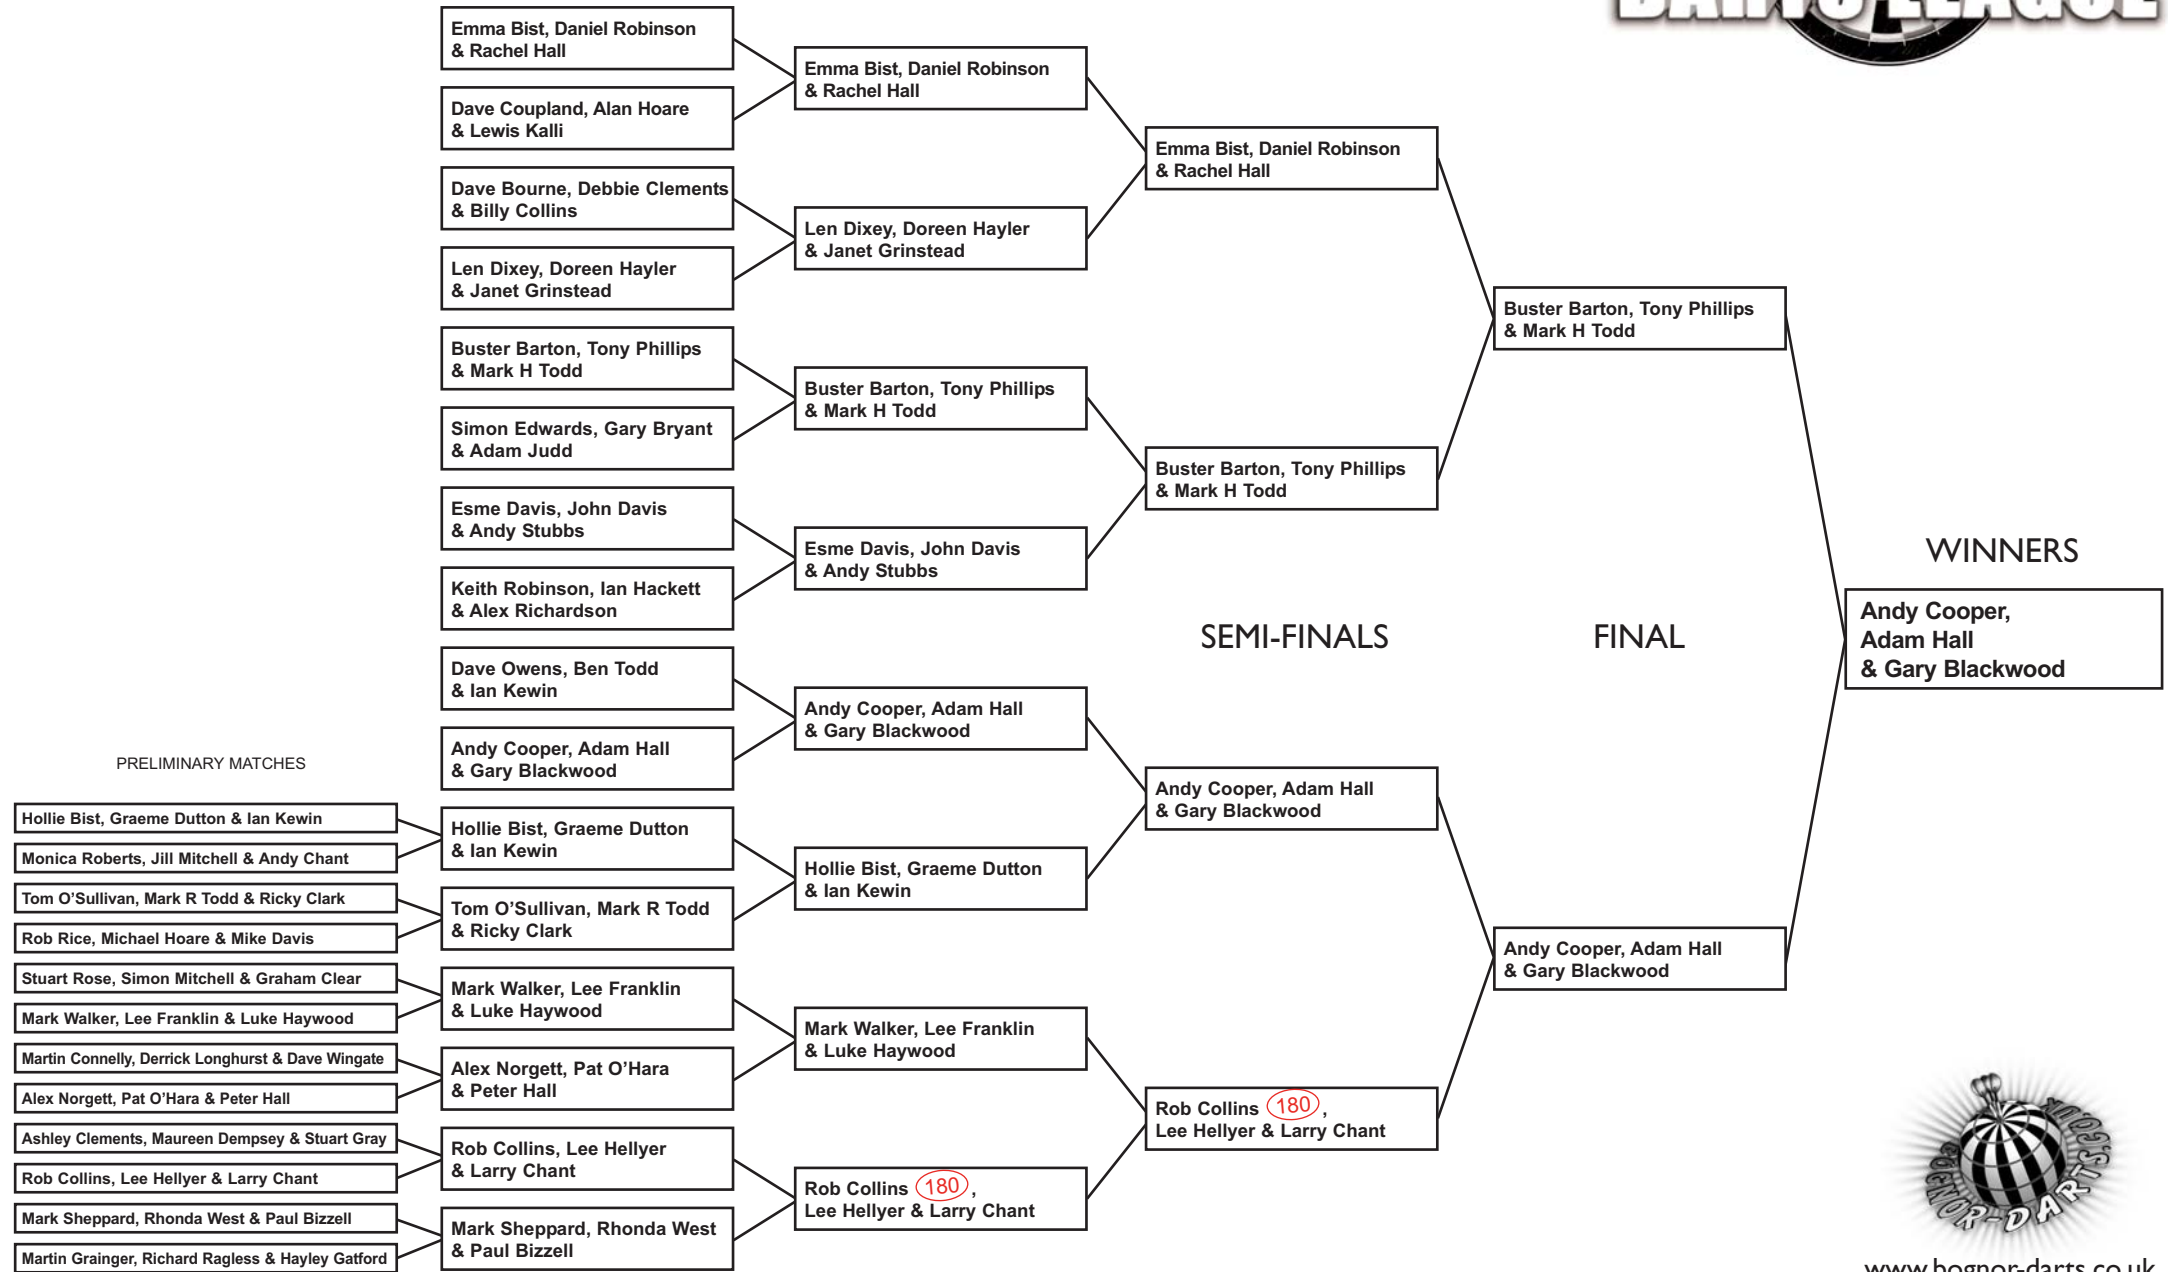 DARTS LEAGUE
Emma Bist, Daniel Robinson
& Rachel Hall
Dave Coupland, Alan Hoare
& Lewis Kalli
Dave Bourne, Debbie Clements
& Billy Collins
Len Dixey, Doreen Hayler
& Janet Grinstead
Buster Barton, Tony Phillips
& Mark H Todd
Simon Edwards, Gary Bryant
& Adam Judd
Esme Davis, John Davis
& Andy Stubbs
Keith Robinson, Ian Hackett
& Alex Richardson
Dave Owens, Ben Todd
& Ian Kewin
Andy Cooper, Adam Hall
& Gary Blackwood
PRELIMINARY MATCHES
Hollie Bist, Graeme Dutton & Ian Kewin
Monica Roberts, Jill Mitchell & Andy Chant
Tom O’Sullivan, Mark R Todd & Ricky Clark
Rob Rice, Michael Hoare & Mike Davis
Stuart Rose, Simon Mitchell & Graham Clear
Mark Walker, Lee Franklin & Luke Haywood
Martin Connelly, Derrick Longhurst & Dave Wingate
Alex Norgett, Pat O’Hara & Peter Hall
Ashley Clements, Maureen Dempsey & Stuart Gray
Rob Collins, Lee Hellyer & Larry Chant
Mark Sheppard, Rhonda West & Paul Bizzell
Martin Grainger, Richard Ragless & Hayley Gatford
Hollie Bist, Graeme Dutton
& Ian Kewin
Tom O’Sullivan, Mark R Todd
& Ricky Clark
Mark Walker, Lee Franklin
& Luke Haywood
Alex Norgett, Pat O’Hara
& Peter Hall
Rob Collins, Lee Hellyer
& Larry Chant
Mark Sheppard, Rhonda West
& Paul Bizzell
Emma Bist, Daniel Robinson
& Rachel Hall
Len Dixey, Doreen Hayler
& Janet Grinstead
Buster Barton, Tony Phillips
& Mark H Todd
Esme Davis, John Davis
& Andy Stubbs
Andy Cooper, Adam Hall
& Gary Blackwood
Hollie Bist, Graeme Dutton
& Ian Kewin
Mark Walker, Lee Franklin
& Luke Haywood
Rob Collins 180 ,
Lee Hellyer & Larry Chant
Emma Bist, Daniel Robinson
& Rachel Hall
Buster Barton, Tony Phillips
& Mark H Todd
SEMI-FINALS
Andy Cooper, Adam Hall
& Gary Blackwood
Rob Collins 180 ,
Lee Hellyer & Larry Chant
Buster Barton, Tony Phillips
& Mark H Todd
FINAL
Andy Cooper, Adam Hall
& Gary Blackwood
WINNERS
Andy Cooper,
Adam Hall
& Gary Blackwood
BOGNOR-DARTS.CO.UK
www.bognor-darts.co.uk